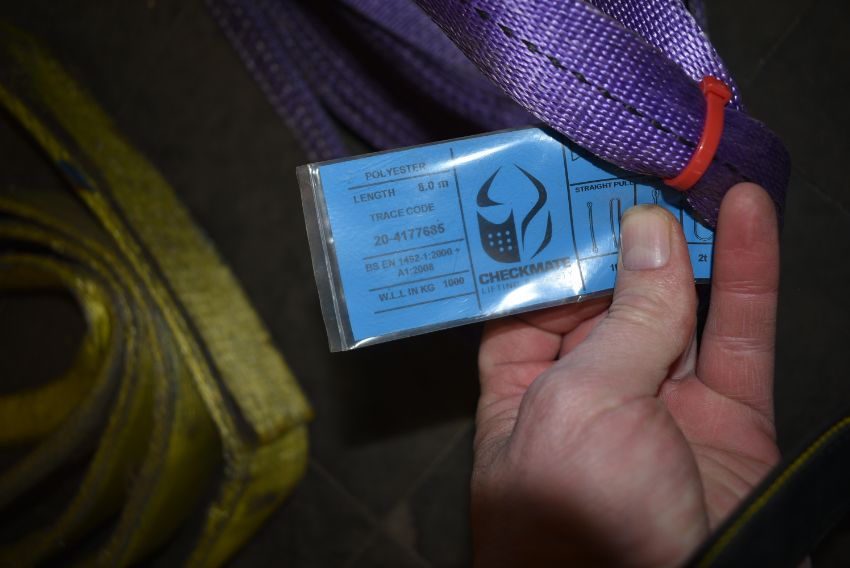 POLYESTER
LENGTH 8.0 m
TRACE CODE
20-4177685
BS EN 1492-1:2000 +
A1:2008
W.L.L IN KG 1000
CHECKMATE
LIFTING
STRAIGHT PULL
2t